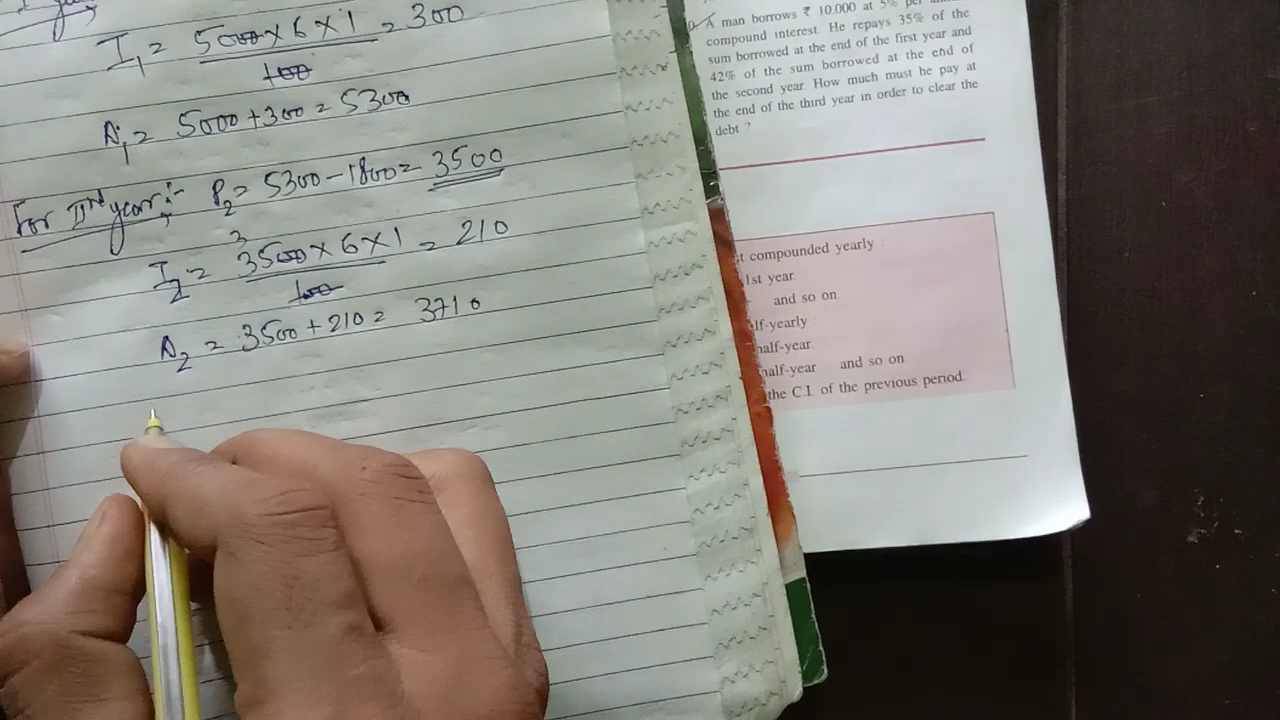 I₁ = 5000×6×1 = 300
100
A₁ = 5000+300 = 5300
For IInd year:- P₂ = 5300-1800 = 3500
I₂ = 3500×6×1 = 210
100
A₂ = 3500+210 = 3710
A man borrows ₹ 10,000 at 5% per
compound interest. He repays 35% of the
sum borrowed at the end of the first year and
42% of the sum borrowed at the end of
the second year. How much must he pay at
the end of the third year in order to clear the
debt ?
compounded yearly
1st year
and so on.
half-year.
half-year and so on.
the C.I. of the previous period.